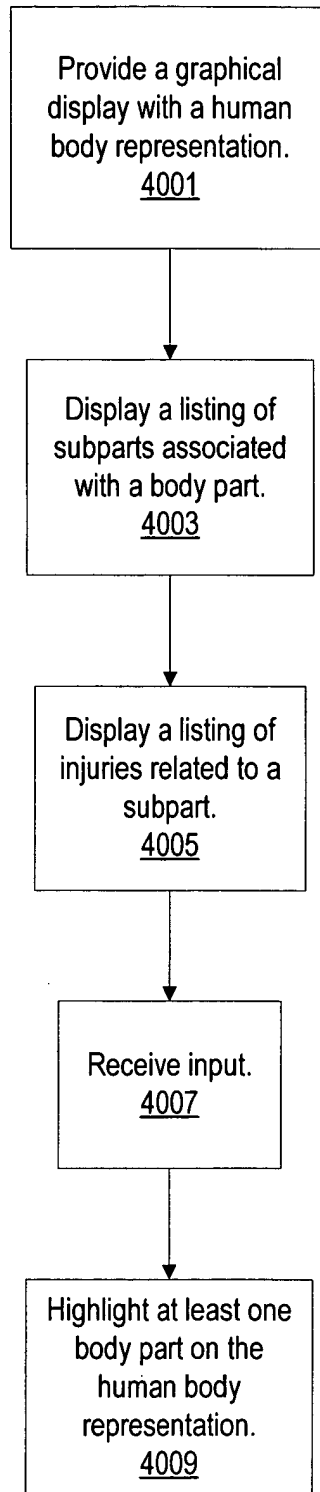 Provide a graphical
display with a human
body representation.
4001
Display a listing of
subparts associated
with a body part.
4003
Display a listing of
injuries related to a
subpart.
4005
Receive input.
4007
Highlight at least one
body part on the
human body
representation.
4009